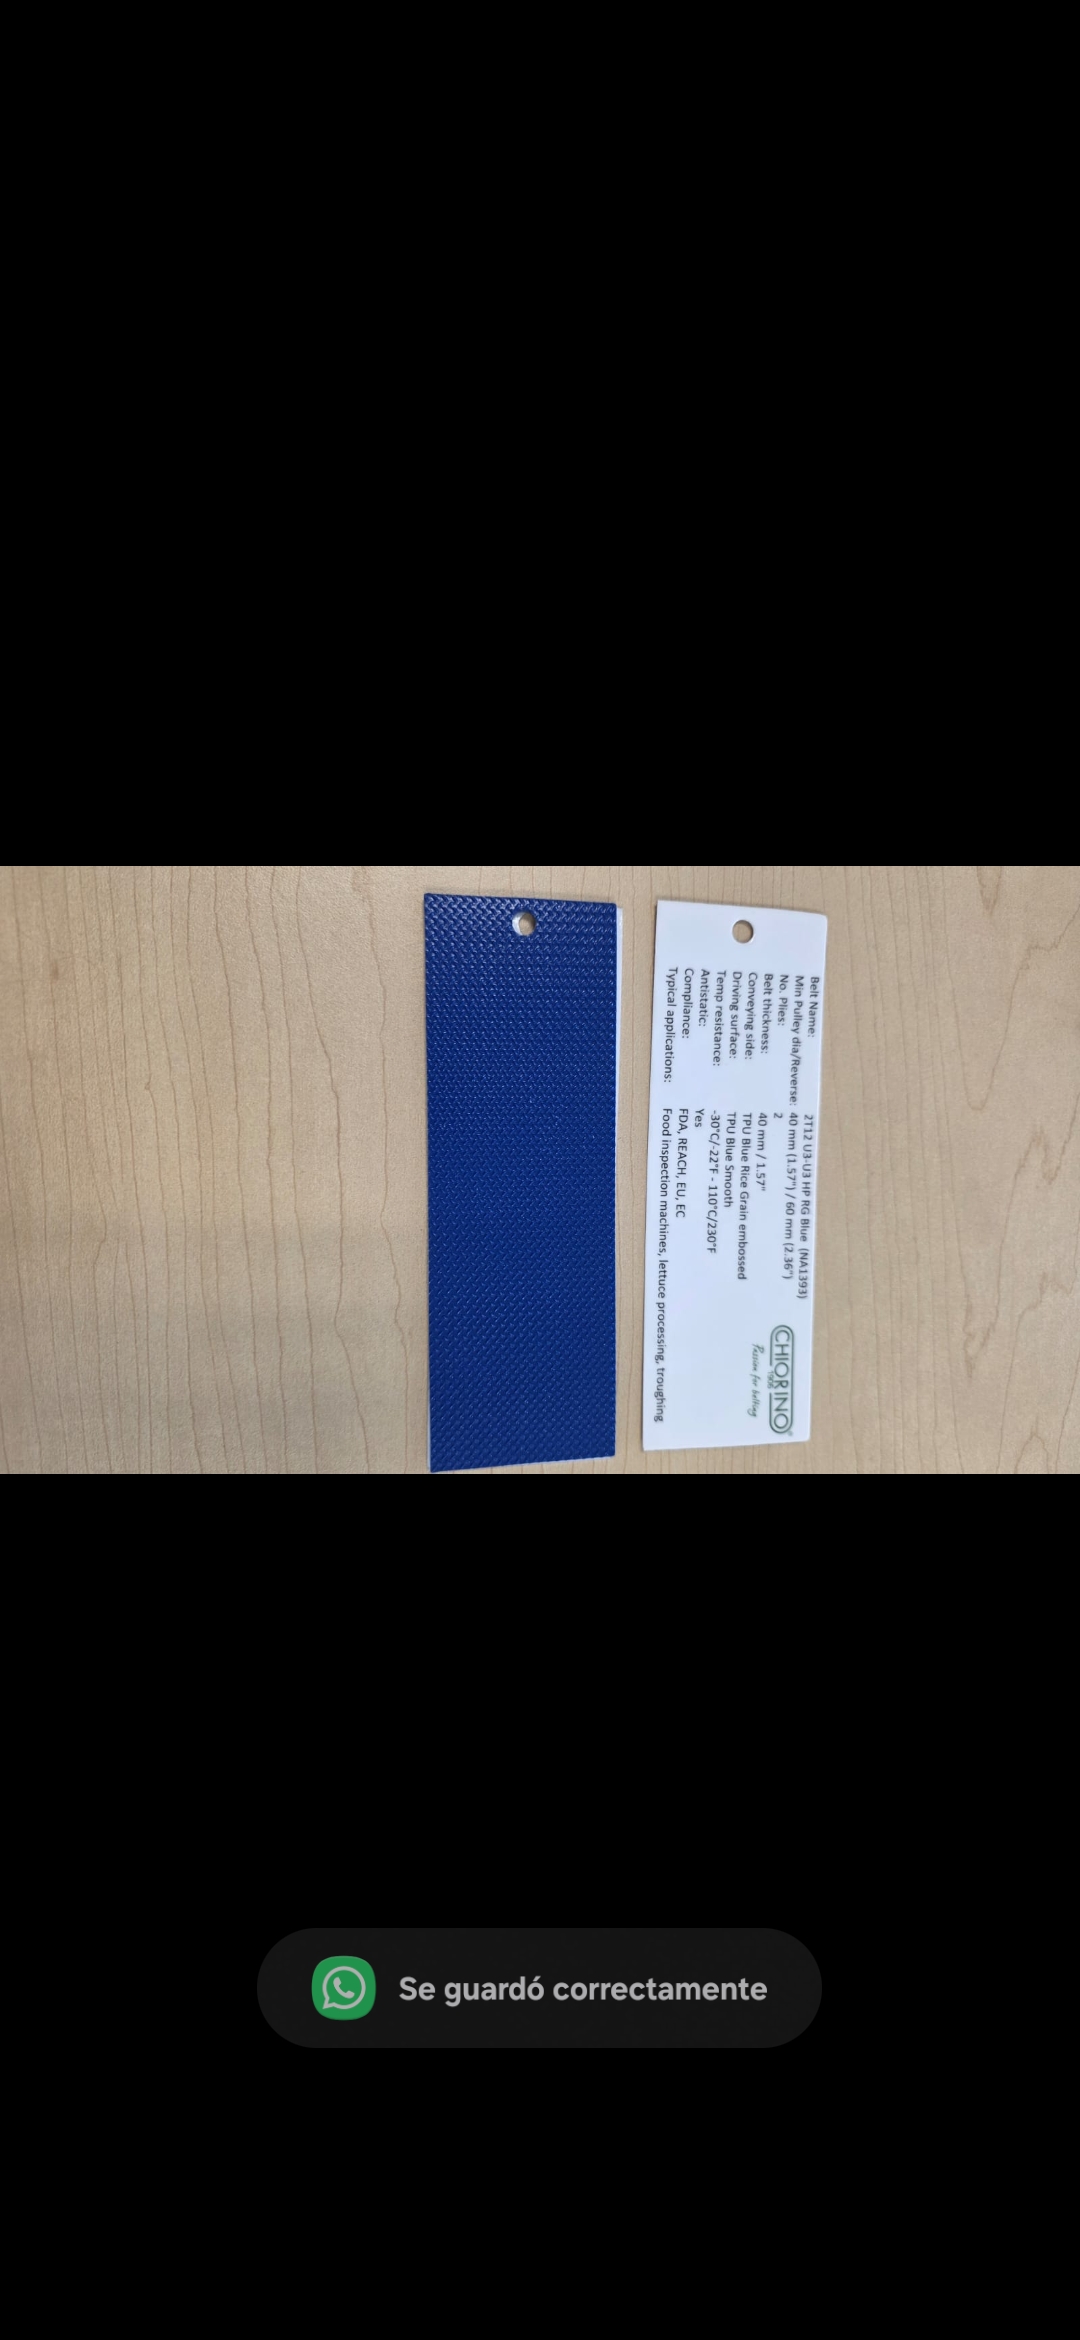 Belt Name: 2T12 U3-U3 HP RG Blue (NA1393)
Min Pulley dia/Reverse: 40 mm (1.57") / 60 mm (2.36")
No. Plies: 2
Belt thickness: 40 mm / 1.57"
Conveying side: TPU Blue Rice Grain embossed
Driving surface: TPU Blue Smooth
Temp resistance: -30°C/-22°F - 110°C/230°F
Antistatic: Yes
Compliance: FDA, REACH, EU, EC
Typical applications: Food inspection machines, lettuce processing, troughing
CHIORINO®
1906
Passion for belting
Se guardó correctamente